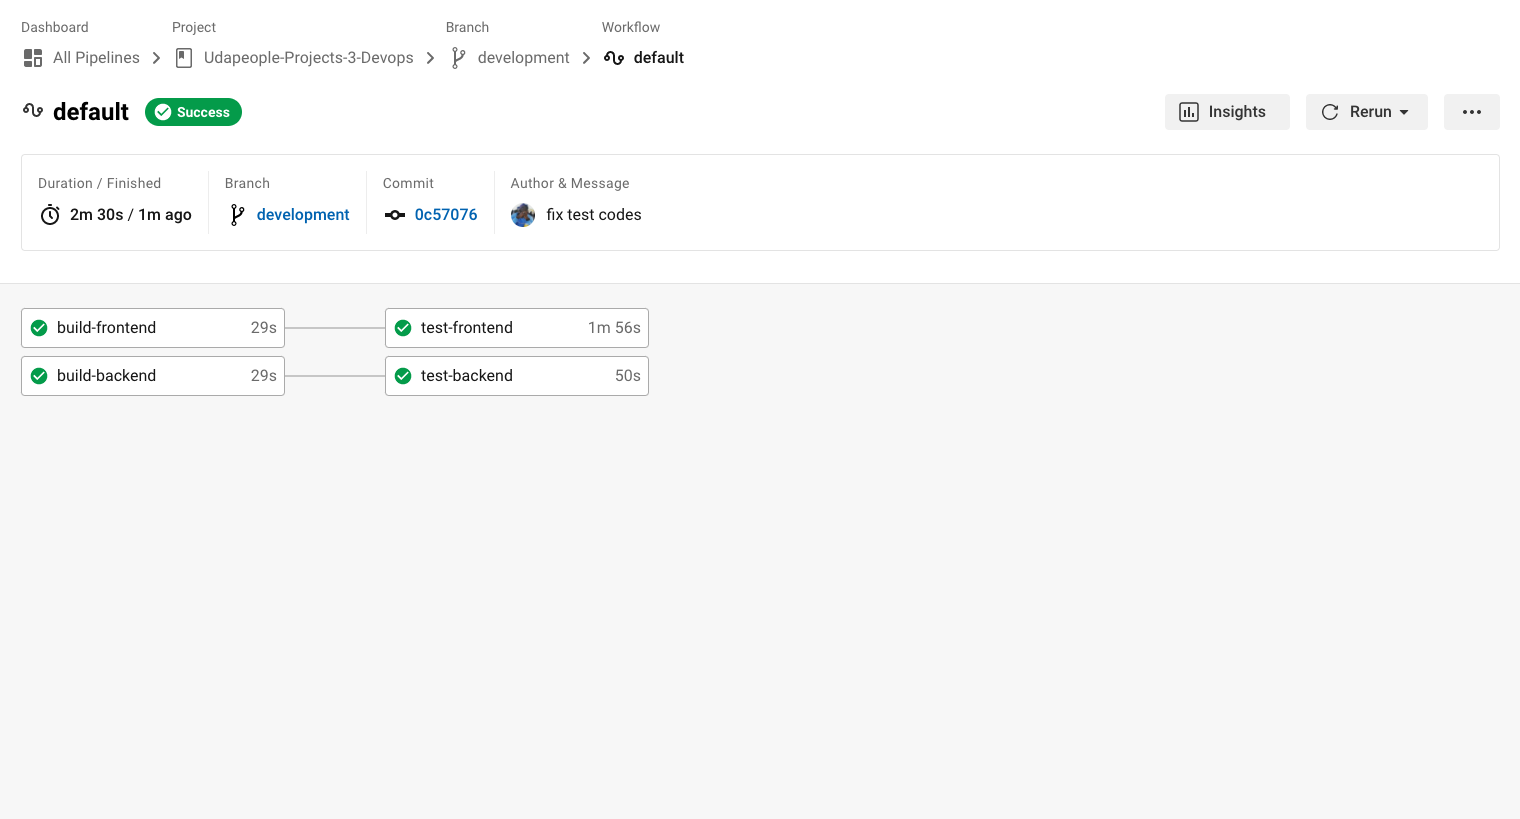 Dashboard Project Branch Workflow
All Pipelines Udapeople-Projects-3-Devops development default
default Success Insights Rerun
Duration / Finished Branch Commit Author & Message
2m 30s / 1m ago development 0c57076 fix test codes
build-frontend 29s test-frontend 1m 56s
build-backend 29s test-backend 50s